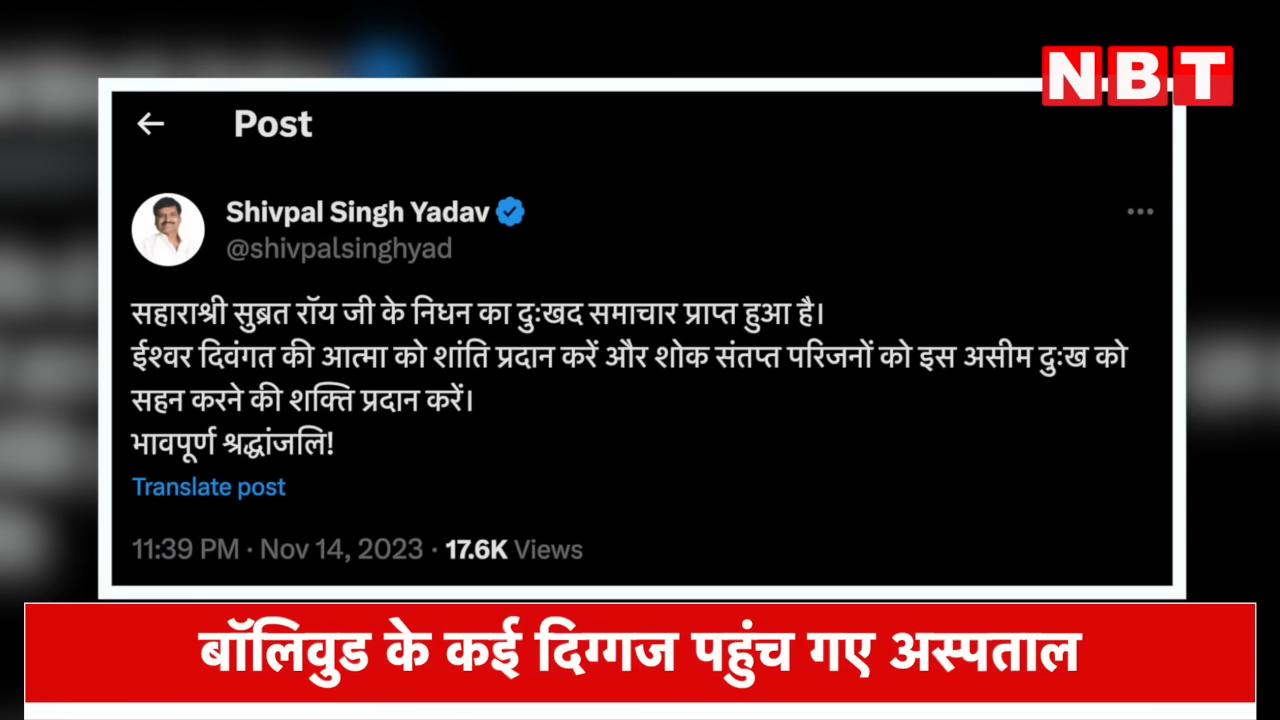 NBT
Post
Shivpal Singh Yadav
@shivpalsinghyad
सहाराश्री सुब्रत रॉय जी के निधन का दुःखद समाचार प्राप्त हुआ है।
ईश्वर दिवंगत की आत्मा को शांति प्रदान करें और शोक संतप्त परिजनों को इस असीम दुःख को
सहन करने की शक्ति प्रदान करें।
भावपूर्ण श्रद्धांजलि!
Translate post
11:39 PM · Nov 14, 2023 · 17.6K Views
बॉलिवुड के कई दिग्गज पहुंच गए अस्पताल